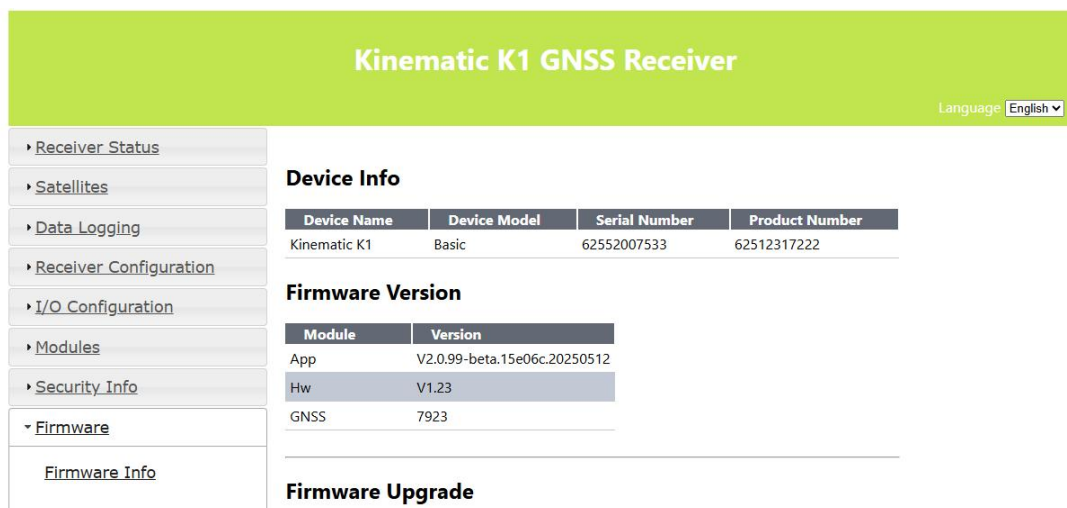 Kinematic K1 GNSS Receiver
Language English
Receiver Status
Satellites
Data Logging
Receiver Configuration
I/O Configuration
Modules
Security Info
Firmware
Firmware Info
Device Info
Device Name Device Model Serial Number Product Number
Kinematic K1 Basic 62552007533 62512317222
Firmware Version
Module Version
App V2.0.99-beta.15e06c.20250512
Hw V1.23
GNSS 7923
Firmware Upgrade